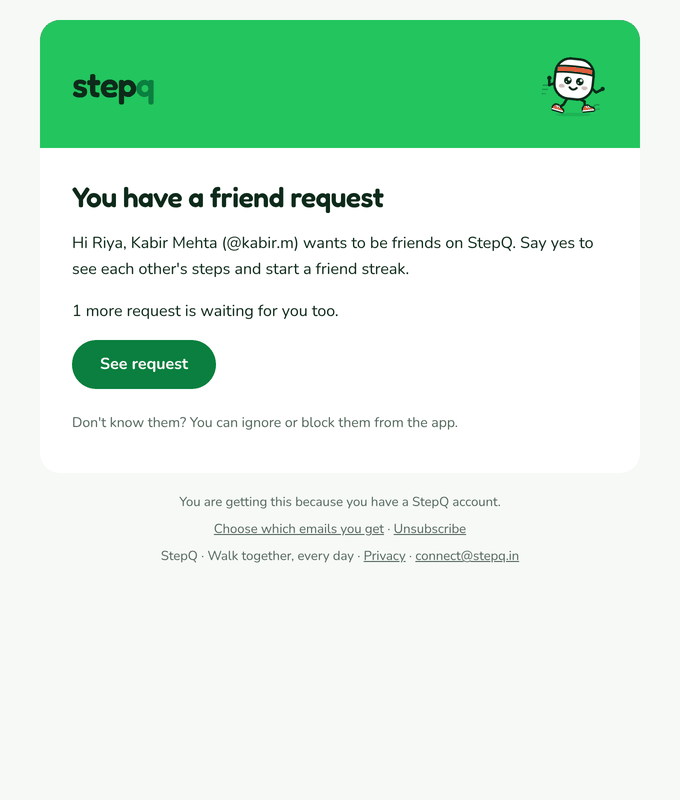 stepq
You have a friend request
Hi Riya, Kabir Mehta (@kabir.m) wants to be friends on StepQ. Say yes to
see each other's steps and start a friend streak.
1 more request is waiting for you too.
See request
Don't know them? You can ignore or block them from the app.
You are getting this because you have a StepQ account.
Choose which emails you get · Unsubscribe
StepQ · Walk together, every day · Privacy · connect@stepq.in